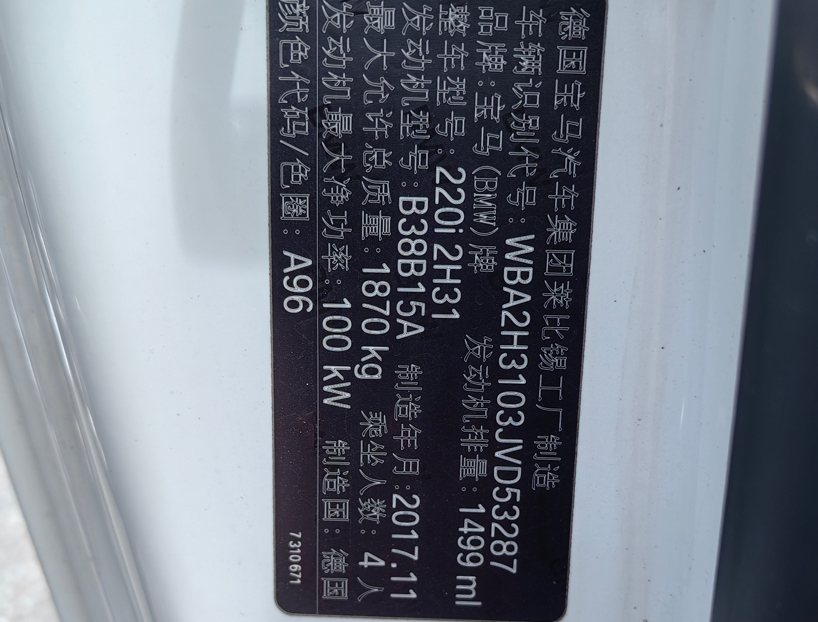 德国宝马汽车集团莱比锡工厂制造
车辆识别代号: WBA2H3103JVD53287
品牌: 宝马(BMW)牌 发动机排量: 1499 ml
整车型号: 220i 2H31
发动机型号: B38B15A 制造年月: 2017.11
最大允许总质量: 1870 kg 乘坐人数: 4 人
发动机最大净功率: 100 kW 制造国: 德国
颜色代码/色圈: A96
7310671